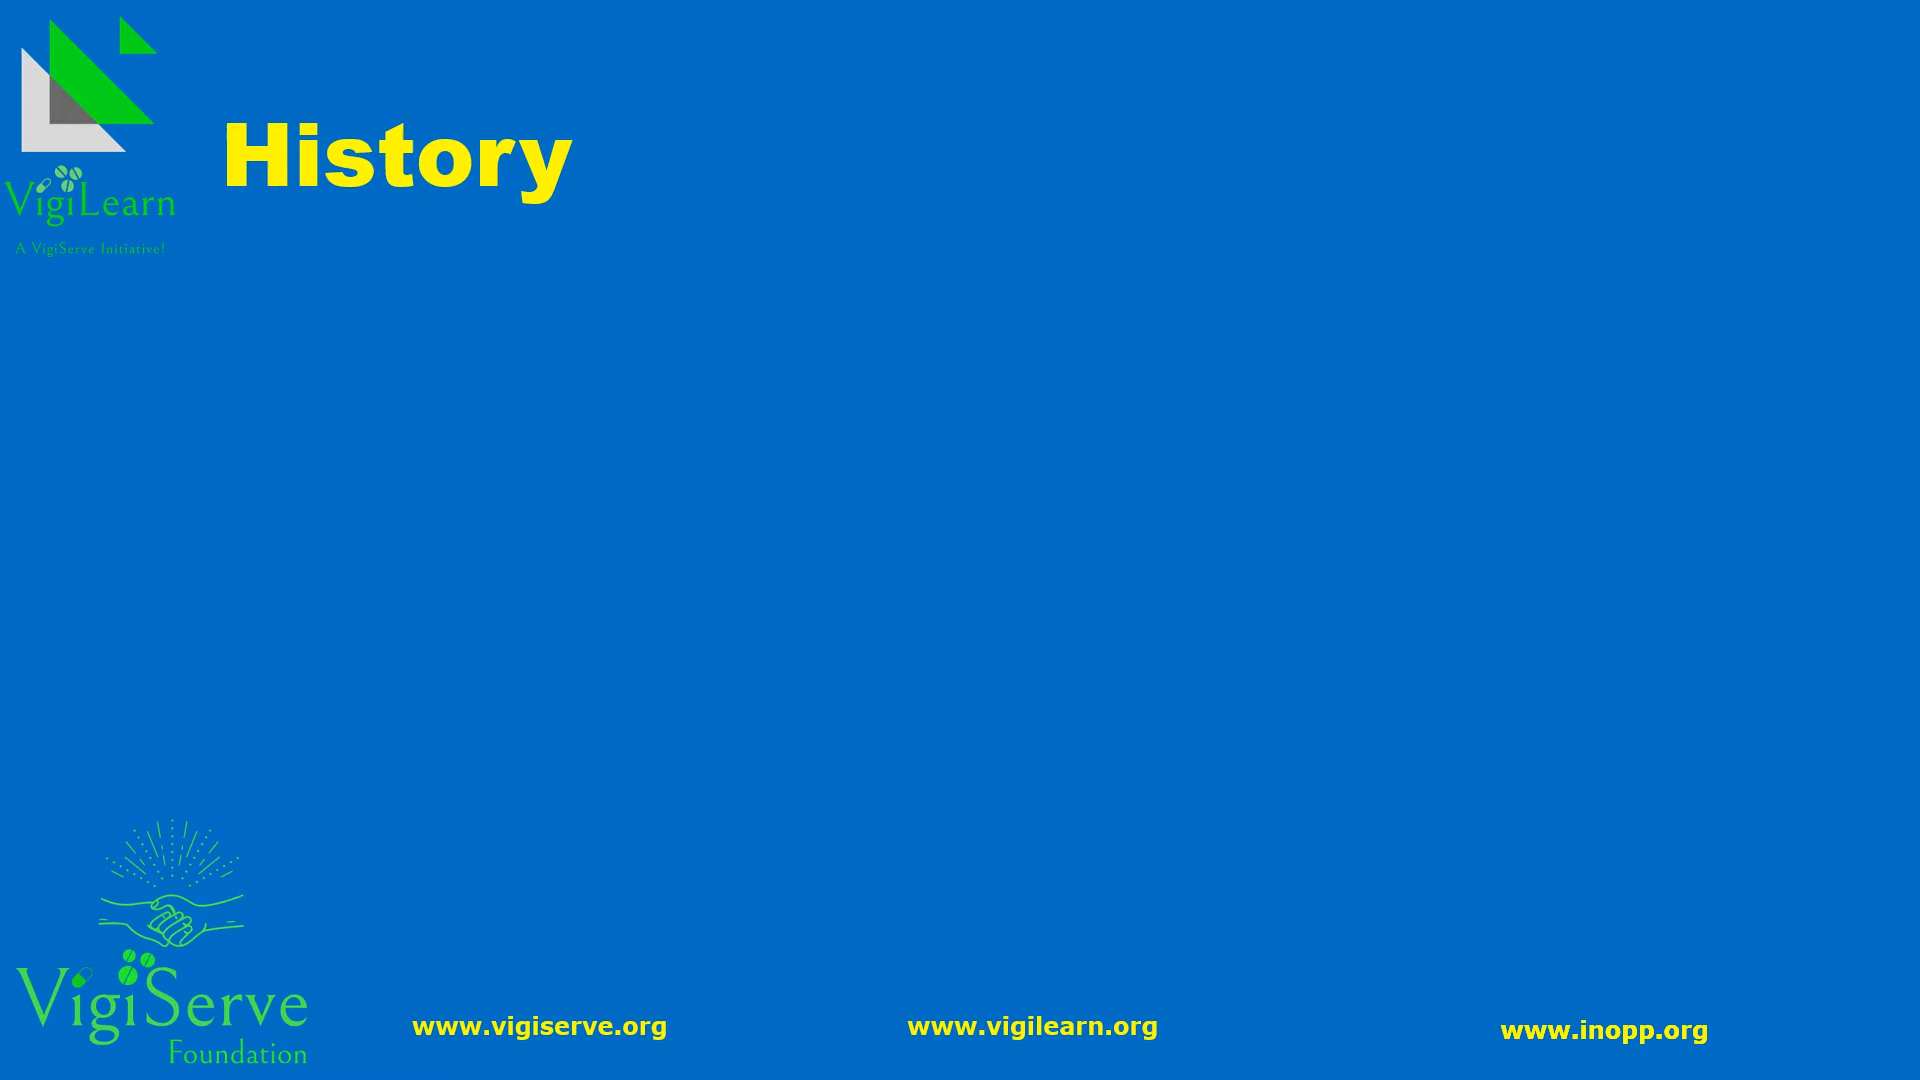 History
VigiLearn
A VigiServe Initiative!
VigiServe
Foundation
www.vigiserve.org
www.vigilearn.org
www.inopp.org